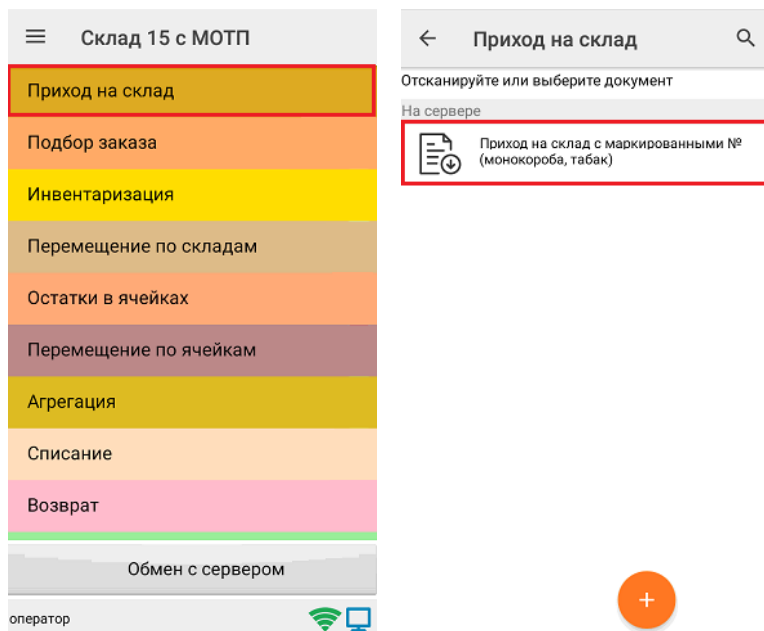 Склад 15 с МОТП
Приход на склад
Подбор заказа
Инвентаризация
Перемещение по складам
Остатки в ячейках
Перемещение по ячейкам
Агрегация
Списание
Возврат
Обмен с сервером
оператор
Приход на склад
Отсканируйте или выберите документ
На сервере
Приход на склад с маркированными №
(монокороба, табак)
+